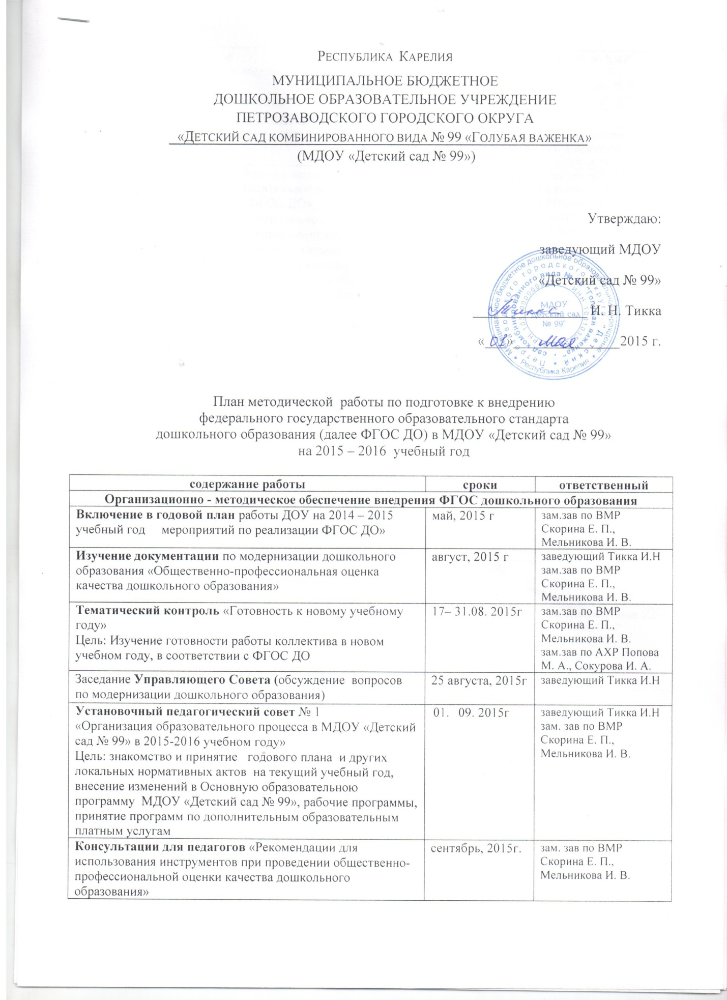 Республика Карелия
МУНИЦИПАЛЬНОЕ БЮДЖЕТНОЕ
ДОШКОЛЬНОЕ ОБРАЗОВАТЕЛЬНОЕ УЧРЕЖДЕНИЕ
ПЕТРОЗАВОДСКОГО ГОРОДСКОГО ОКРУГА
«Детский сад комбинированного вида № 99 «Голубая важенка»
(МДОУ «Детский сад № 99»)
Утверждаю:
заведующий МДОУ
«Детский сад № 99»
И. Н. Тикка
« 03 » мая 2015 г.
МДОУ
"Детский сад
№ 99"
Республика Карелия
План методической работы по подготовке к внедрению
федерального государственного образовательного стандарта
дошкольного образования (далее ФГОС ДО) в МДОУ «Детский сад № 99»
на 2015 – 2016 учебный год
содержание работы сроки ответственный
Организационно - методическое обеспечение внедрения ФГОС дошкольного образования
Включение в годовой план работы ДОУ на 2014 – 2015
учебный год мероприятий по реализации ФГОС ДО»
май, 2015 г
зам.зав по ВМР
Скорина Е. П.,
Мельникова И. В.
Изучение документации по модернизации дошкольного
образования «Общественно-профессиональная оценка
качества дошкольного образования»
август, 2015 г
заведующий Тикка И.Н
зам.зав по ВМР
Скорина Е. П.,
Мельникова И. В.
Тематический контроль «Готовность к новому учебному
году»
Цель: Изучение готовности работы коллектива в новом
учебном году, в соответствии с ФГОС ДО
17– 31.08. 2015г
зам.зав по ВМР
Скорина Е. П.,
Мельникова И. В.
зам.зав по АХР Попова
М. А., Сокурова И. А.
Заседание Управляющего Совета (обсуждение вопросов
по модернизации дошкольного образования)
25 августа, 2015г
заведующий Тикка И.Н
Установочный педагогический совет № 1
«Организация образовательного процесса в МДОУ «Детский
сад № 99» в 2015-2016 учебном году»
Цель: знакомство и принятие годового плана и других
локальных нормативных актов на текущий учебный год,
внесение изменений в Основную образовательною
программу МДОУ «Детский сад № 99», рабочие программы,
принятие программ по дополнительным образовательным
платным услугам
01. 09. 2015г
заведующий Тикка И.Н
зам. зав по ВМР
Скорина Е. П.,
Мельникова И. В.
Консультации для педагогов «Рекомендации для
использования инструментов при проведении общественно-
профессиональной оценки качества дошкольного
образования»
сентябрь, 2015г.
зам. зав по ВМР
Скорина Е. П.,
Мельникова И. В.